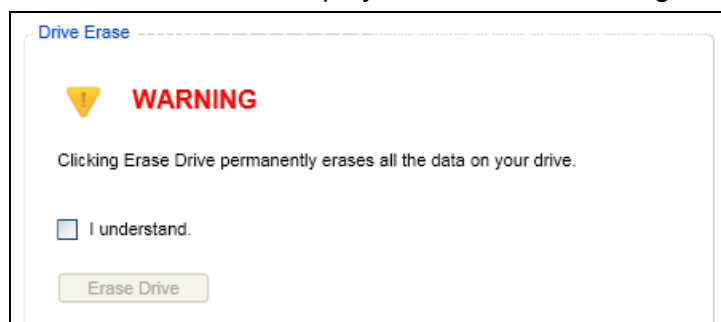 Drive Erase
WARNING
Clicking Erase Drive permanently erases all the data on your drive.
I understand.
Erase Drive